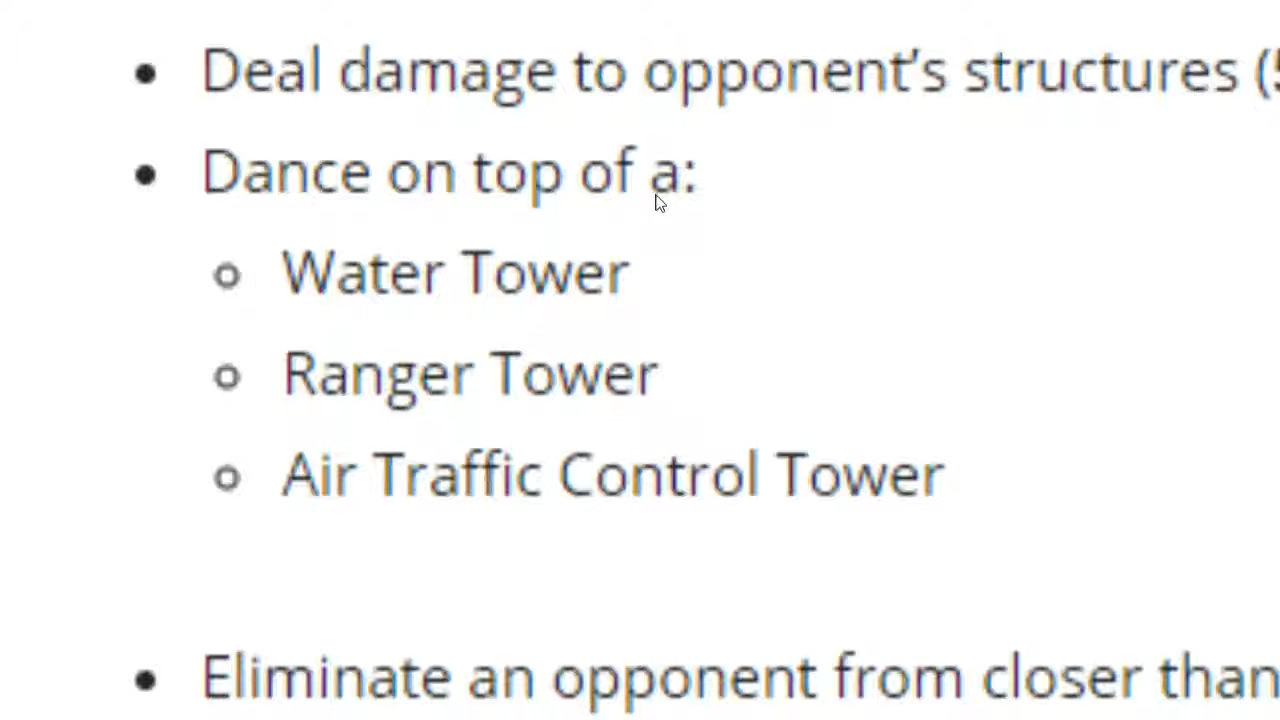 Deal damage to opponent’s structures (5
Dance on top of a:
Water Tower
Ranger Tower
Air Traffic Control Tower
Eliminate an opponent from closer than